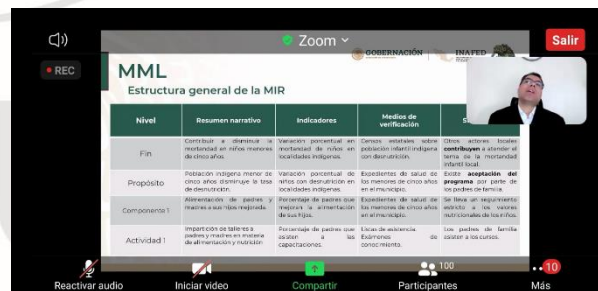 Zoom
Salir
REC
GOBERNACIÓN
INAFED
MML
Estructura general de la MIR
Nivel
Resumen narrativo
Indicadores
Medios de
verificación
Fin
Contribuir a disminuir la
mortandad en niños menores
de cinco años.
Variación porcentual en
mortandad de niños en
localidades indígenas.
Censos estatales sobre
población infantil indígena
con desnutrición.
Otros actores locales
contribuyen a atender el
tema de la mortandad
infantil local.
Propósito
Población indígena menor de
cinco años disminuye la tasa
de desnutrición.
Variación porcentual de
niños con desnutrición en
localidades indígenas.
Expedientes de salud de
los menores de cinco años
en el municipio.
Existe aceptación del
programa por parte de
los padres de familia.
Componente 1
Alimentación de padres y
madres a sus hijos mejorada.
Porcentaje de padres que
mejoran la alimentación
de sus hijos.
Expedientes de salud de
los menores de cinco años
en el municipio.
Se lleva un seguimiento
estricto a los valores
nutricionales de los niños.
Actividad 1
Impartición de talleres a
padres y madres en materia
de alimentación y nutrición
Porcentaje de padres que
asisten a las
capacitaciones.
Listas de asistencia.
Exámenes de
conocimiento.
Los padres de familia
asisten a los cursos.
100
10
Reactivar audio
Iniciar video
Compartir
Participantes
Más